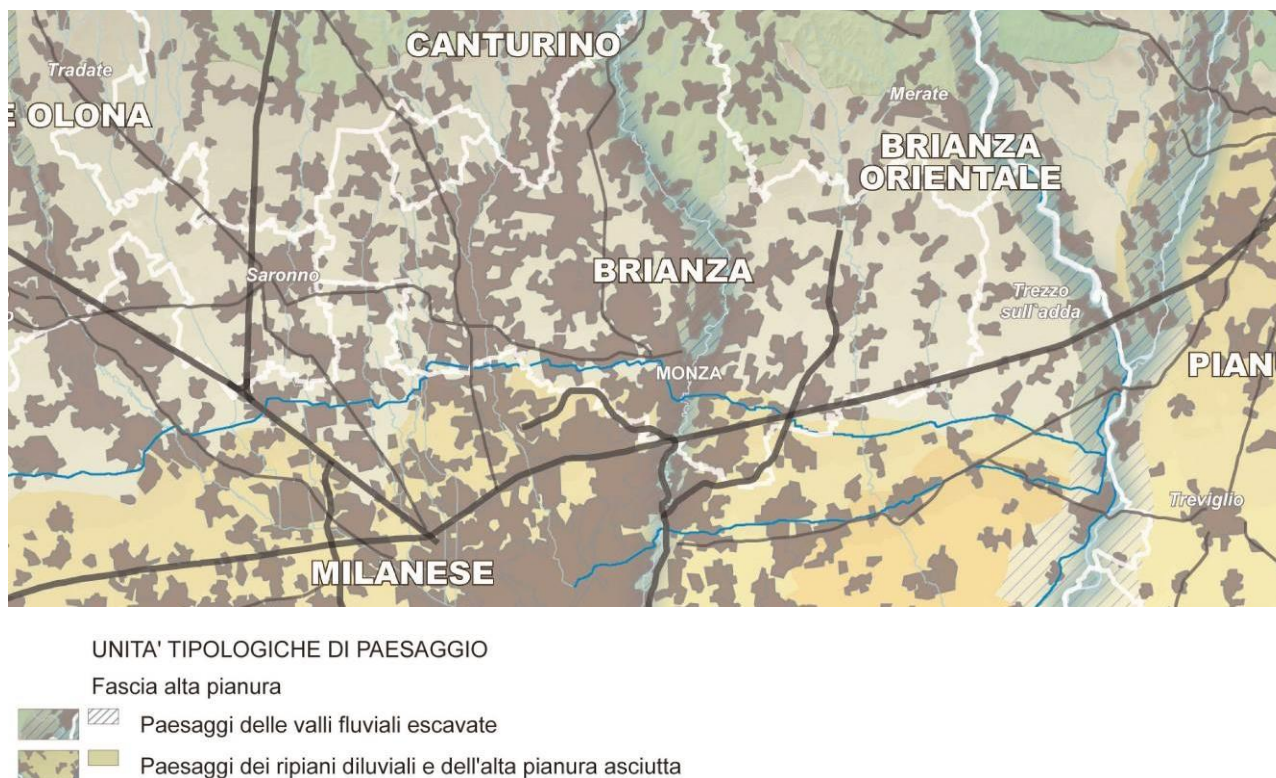 CANTURINO
Tradate
E OLONA
Merate
BRIANZA
ORIENTALE
BRIANZA
Saronno
Trezzo
sull'adda
MONZA
PIAN
Treviglio
MILANESE
UNITA' TIPOLOGICHE DI PAESAGGIO
Fascia alta pianura
Paesaggi delle valli fluviali escavate
Paesaggi dei ripiani diluviali e dell'alta pianura asciutta